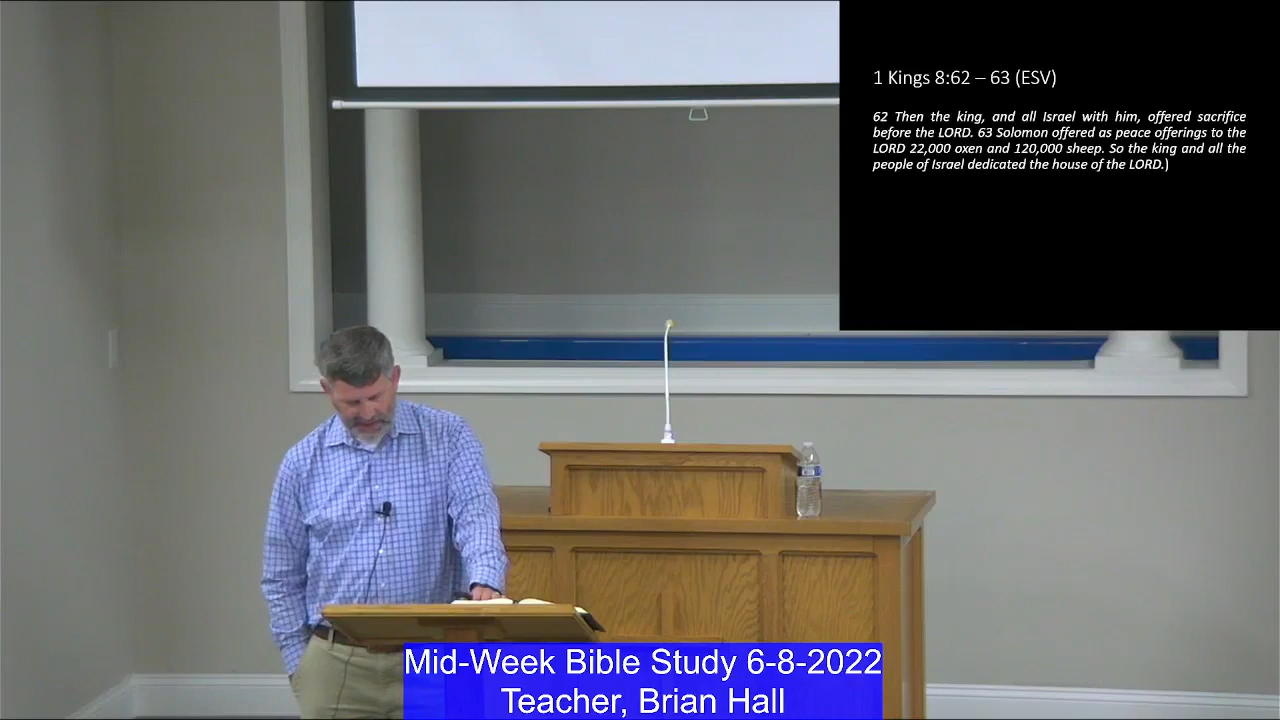 1 Kings 8:62 – 63 (ESV)
62 Then the king, and all Israel with him, offered sacrifice
before the LORD. 63 Solomon offered as peace offerings to the
LORD 22,000 oxen and 120,000 sheep. So the king and all the
people of Israel dedicated the house of the LORD.)
Mid-Week Bible Study 6-8-2022
Teacher, Brian Hall